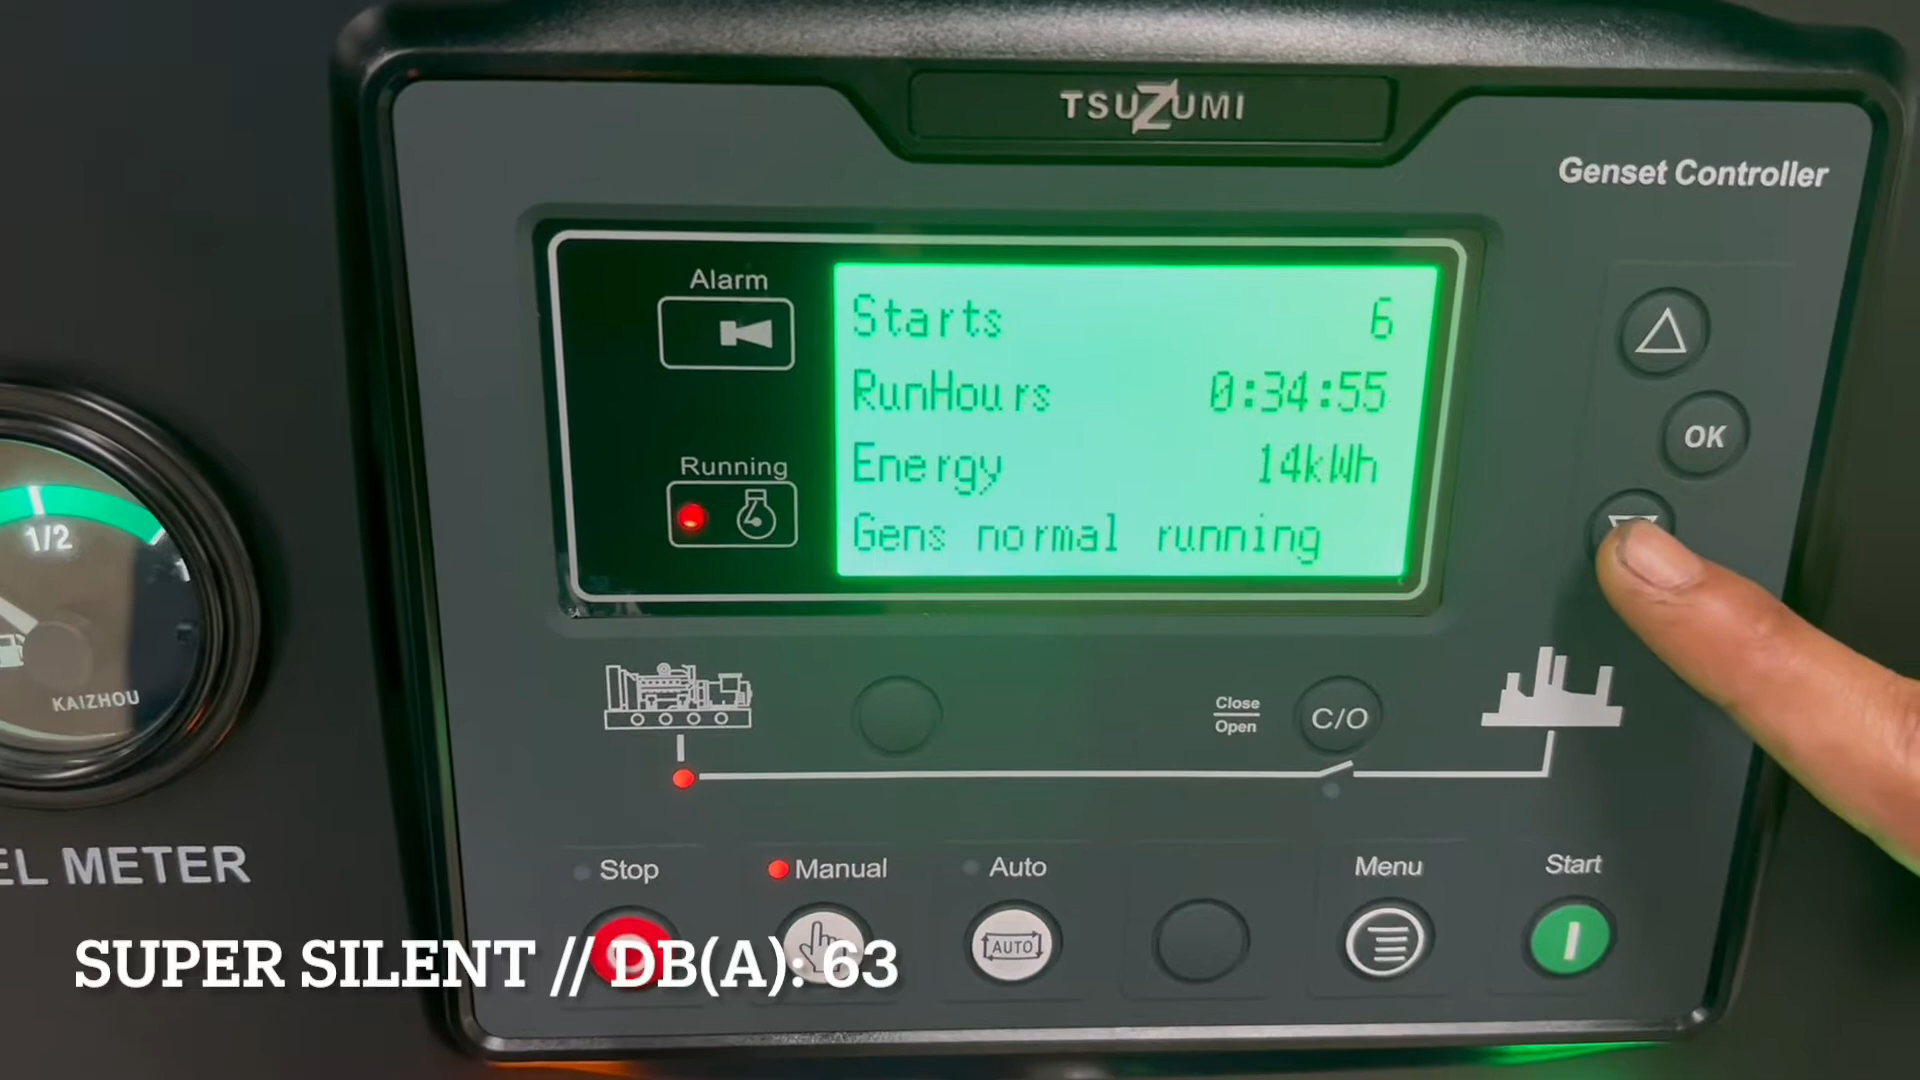 TSUZUMI
Genset Controller
Alarm
Starts 6
RunHours 0:34:55
Energy 14kWh
Gens normal running
Running
OK
1/2
1
KAIZHOU
EL METER
Close
Open
C/O
Stop
Manual
Auto
Menu
Start
AUTO
SUPER SILENT // DB(A): 63